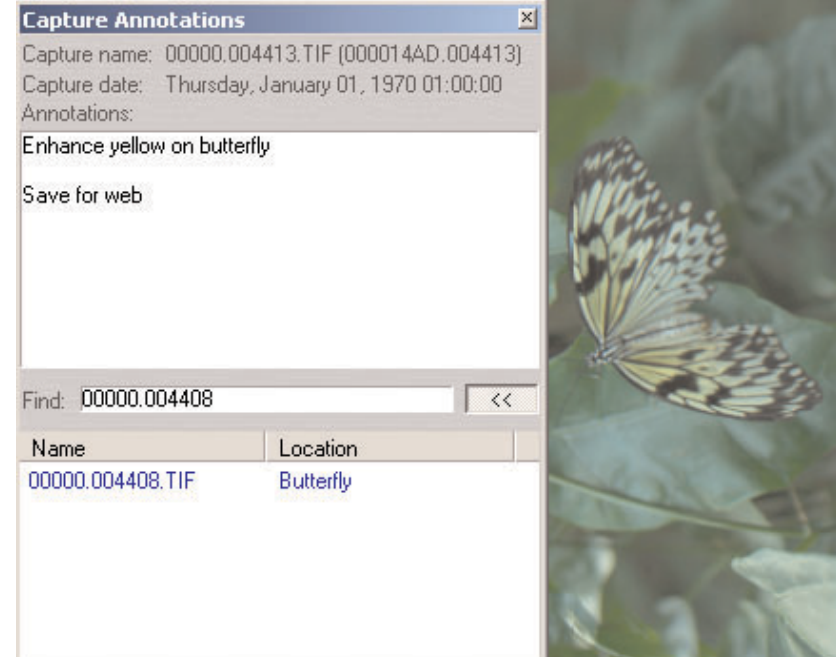 Capture Annotations
Capture name: 00000.004413.TIF (000014AD.004413)
Capture date: Thursday, January 01, 1970 01:00:00
Annotations:
Enhance yellow on butterfly
Save for web
Find: 00000.004408 <<
Name Location
00000.004408.TIF Butterfly